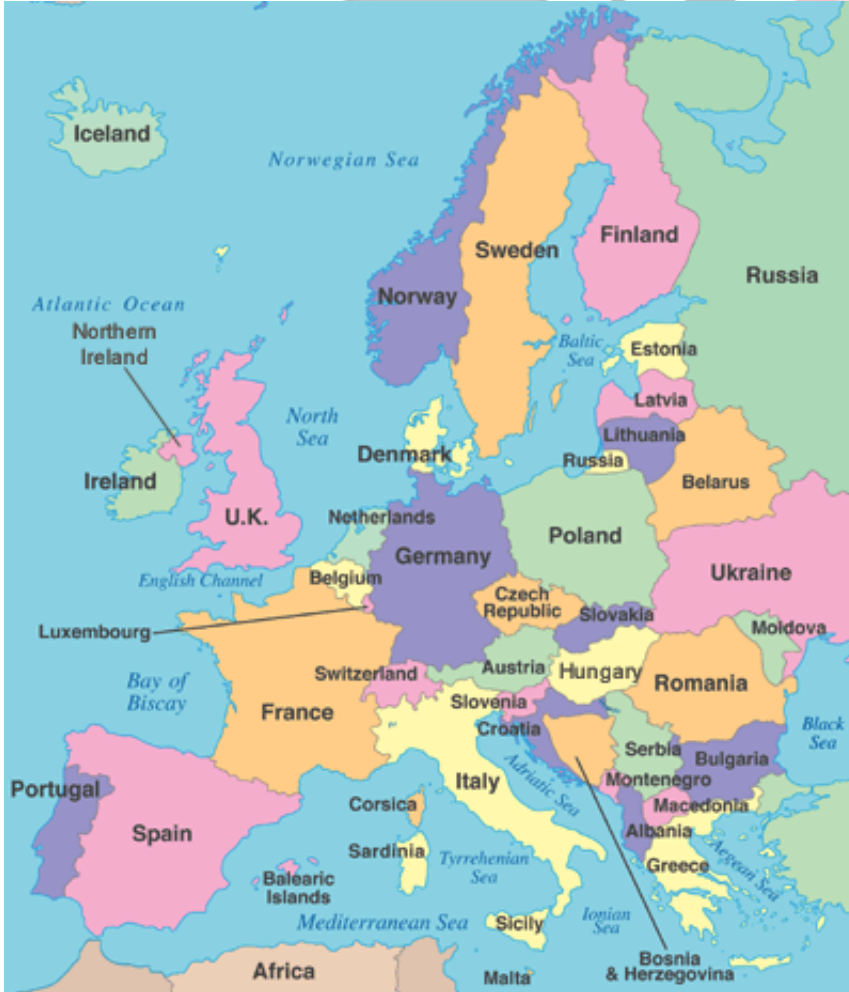 Iceland
Norwegian Sea
Finland
Sweden
Russia
Norway
Atlantic Ocean
Northern
Ireland
Baltic
Sea
Estonia
Latvia
North
Sea
Lithuania
Denmark
Russia
Ireland
Belarus
U.K.
Netherlands
Poland
Germany
Ukraine
English Channel
Belgium
Czech
Republic
Slovakia
Luxembourg
Moldova
Austria
Switzerland
Hungary
Bay of
Biscay
Romania
Slovenia
France
Croatia
Black
Sea
Serbia
Bulgaria
Italy
Adriatic Sea
Montenegro
Portugal
Corsica
Macedonia
Spain
Albania
Sardinia
Tyrrehenian
Sea
Greece
Aegean Sea
Balearic
Islands
Mediterranean Sea
Sicily
Ionian
Sea
Bosnia
& Herzegovina
Africa
Malta